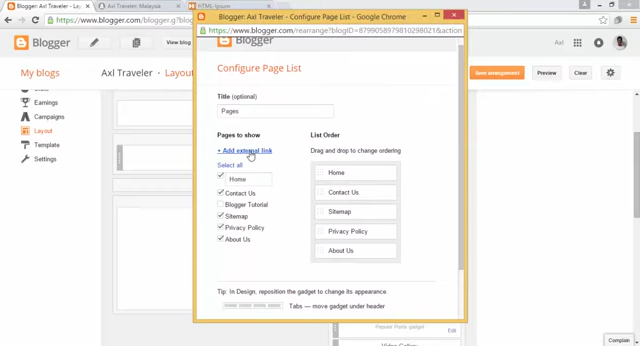 Blogger: Axl Traveler - La
Axl Traveler: Malaysia
HTML-Ipsum
Blogger: Axl Traveler - Configure Page List - Google Chrome
https://www.blogger.com/blogger.g?blo
https://www.blogger.com/rearrange?blogID=8799058979810298021&action
Blogger
View blog
Blogger
Axl
My blogs
Axl Traveler · Layout
Save arrangement
Preview
Clear
Configure Page List
Title (optional)
Pages
Pages to show
List Order
+ Add external link
Drag and drop to change ordering
Select all
Home
Contact Us
Blogger Tutorial
Sitemap
Privacy Policy
About Us
Home
Contact Us
Sitemap
Privacy Policy
About Us
Tip: In Design, reposition the gadget to change its appearance.
Tabs — move gadget under header
Stats
Earnings
Campaigns
Layout
Template
Settings
Popular Posts gadget
Edit
Video Gallery
Complain